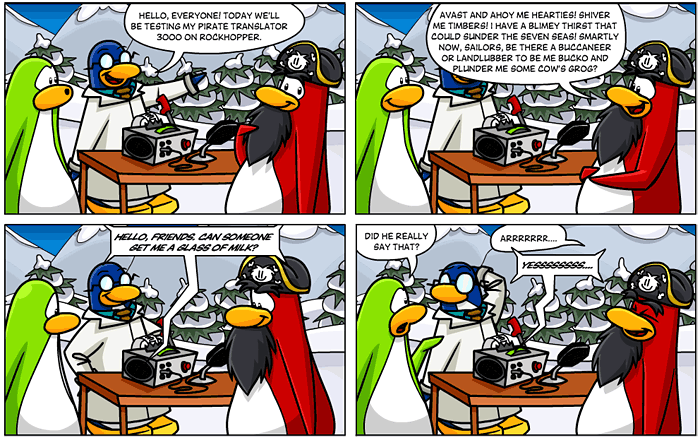 HELLO, EVERYONE! TODAY WE'LL
BE TESTING MY PIRATE TRANSLATOR
3000 ON ROCKHOPPER.
AVAST AND AHOY ME HEARTIES! SHIVER
ME TIMBERS! I HAVE A BLIMEY THIRST THAT
COULD SUNDER THE SEVEN SEAS! SMARTLY
NOW, SAILORS, BE THERE A BUCCANEER
OR LANDLUBBER TO BE ME BUCKO AND
PLUNDER ME SOME COW'S GROG?
HELLO, FRIENDS. CAN SOMEONE
GET ME A GLASS OF MILK?
DID HE REALLY
SAY THAT?
ARRRRRRR....
YESSSSSSSS...